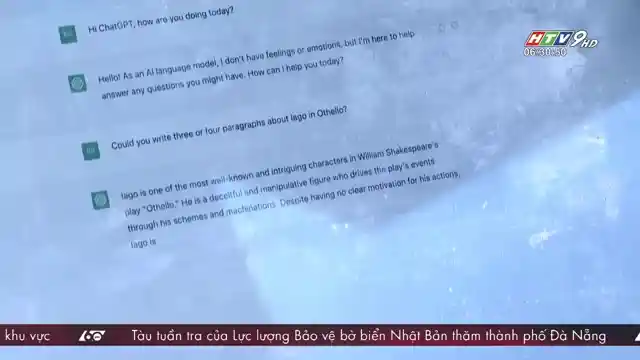 Hi ChatGPT, how are you doing today?
HTV9HD
06:30:50
Hello! As an AI language model, I don't have feelings or emotions, but I'm here to help
answer any questions you might have. How can I help you today?
Could you write three or four paragraphs about Iago in Othello?
Iago is one of the most well-known and intriguing characters in William Shakespeare's
play "Othello." He is a deceitful and manipulative figure who drives the play's events
through his schemes and machinations. Despite having no clear motivation for his actions,
Iago is
khu vực 60 Tàu tuần tra của Lực lượng Bảo vệ bờ biển Nhật Bản thăm thành phố Đà Nẵng